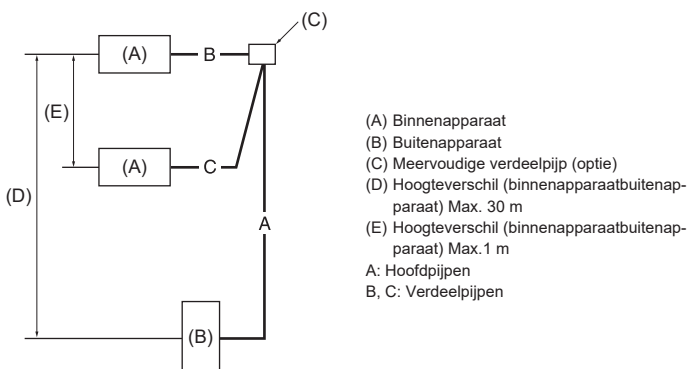 (C)
(A)
B
(E)
(A)
C
(D)
A
(B)
(A) Binnenapparaat
(B) Buitenapparaat
(C) Meervoudige verdeelpijp (optie)
(D) Hoogteverschil (binnenapparaatbuitenap-
paraat) Max. 30 m
(E) Hoogteverschil (binnenapparaatbuitenap-
paraat) Max.1 m
A: Hoofdpijpen
B, C: Verdeelpijpen